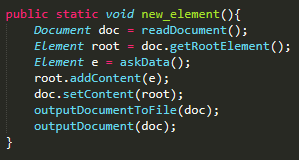 public static void new_element(){
    Document doc = readDocument();
    Element root = doc.getRootElement();
    Element e = askData();
    root.addContent(e);
    doc.setContent(root);
    outputDocumentToFile(doc);
    outputDocument(doc);
}